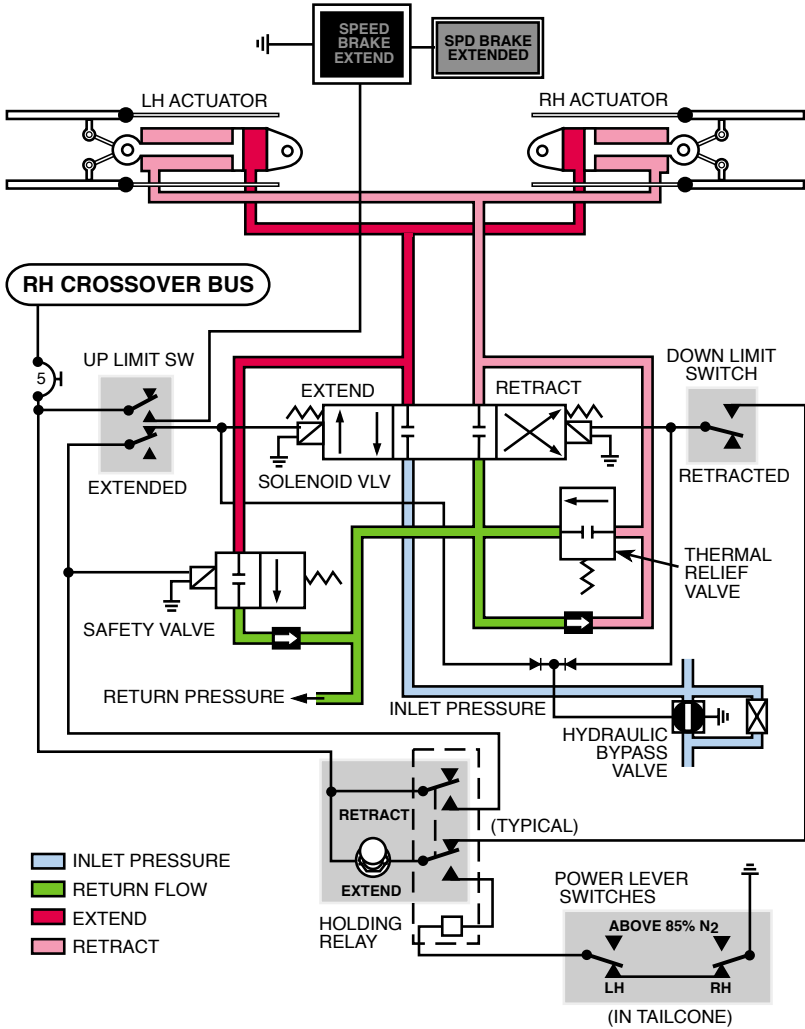 SPEED
BRAKE
EXTEND
SPD BRAKE
EXTENDED
LH ACTUATOR
RH ACTUATOR
RH CROSSOVER BUS
5
UP LIMIT SW
EXTENDED
EXTEND
RETRACT
SOLENOID VLV
DOWN LIMIT
SWITCH
RETRACTED
THERMAL
RELIEF
VALVE
SAFETY VALVE
RETURN PRESSURE
INLET PRESSURE
HYDRAULIC
BYPASS
VALVE
RETRACT
(TYPICAL)
EXTEND
HOLDING
RELAY
INLET PRESSURE
RETURN FLOW
EXTEND
RETRACT
POWER LEVER
SWITCHES
ABOVE 85% N2
LH
RH
(IN TAILCONE)